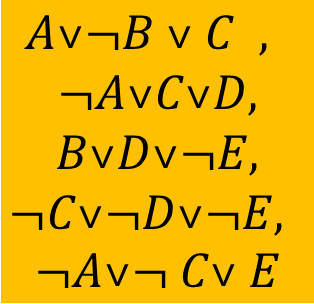 A∨¬B ∨ C ,
¬A∨C∨D,
B∨D∨¬E,
¬C∨¬D∨¬E,
¬A∨¬ C∨ E